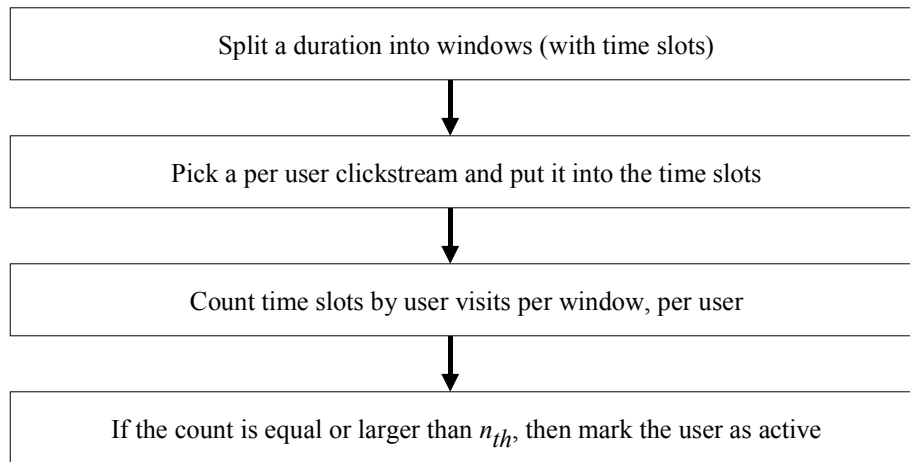 Split a duration into windows (with time slots)
Pick a per user clickstream and put it into the time slots
Count time slots by user visits per window, per user
If the count is equal or larger than n_th, then mark the user as active